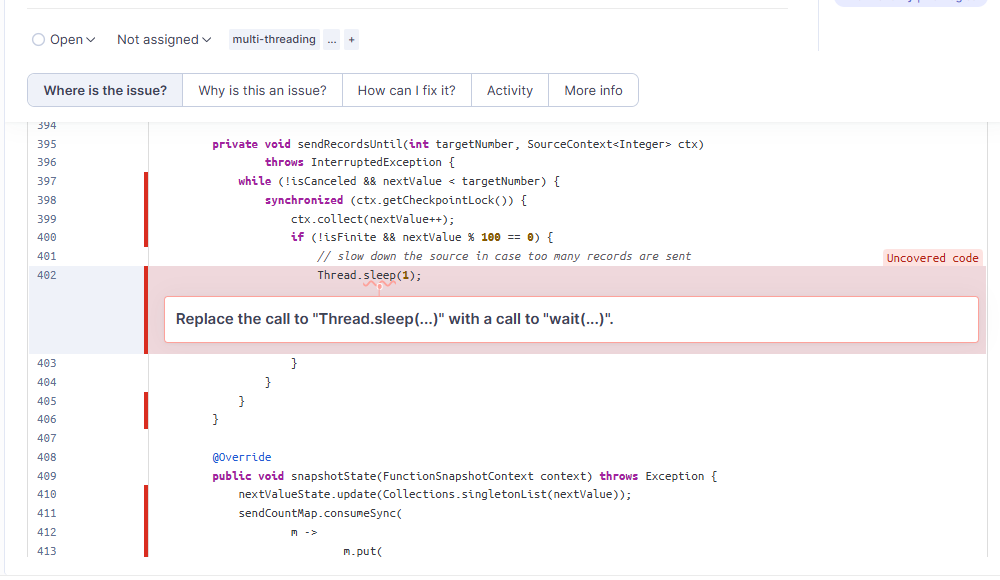 Open
Not assigned
multi-threading
...
+
Where is the issue?
Why is this an issue?
How can I fix it?
Activity
More info
394
395 private void sendRecordsUntil(int targetNumber, SourceContext<Integer> ctx)
396 throws InterruptedException {
397 while (!isCanceled && nextValue < targetNumber) {
398 synchronized (ctx.getCheckpointLock()) {
399 ctx.collect(nextValue++);
400 if (!isFinite && nextValue % 100 == 0) {
401 // slow down the source in case too many records are sent
Uncovered code
402 Thread.sleep(1);
Replace the call to "Thread.sleep(...)" with a call to "wait(...)".
403 }
404 }
405 }
406 }
407
408 @Override
409 public void snapshotState(FunctionSnapshotContext context) throws Exception {
410 nextValueState.update(Collections.singletonList(nextValue));
411 sendCountMap.consumeSync(
412 m ->
413 m.put(